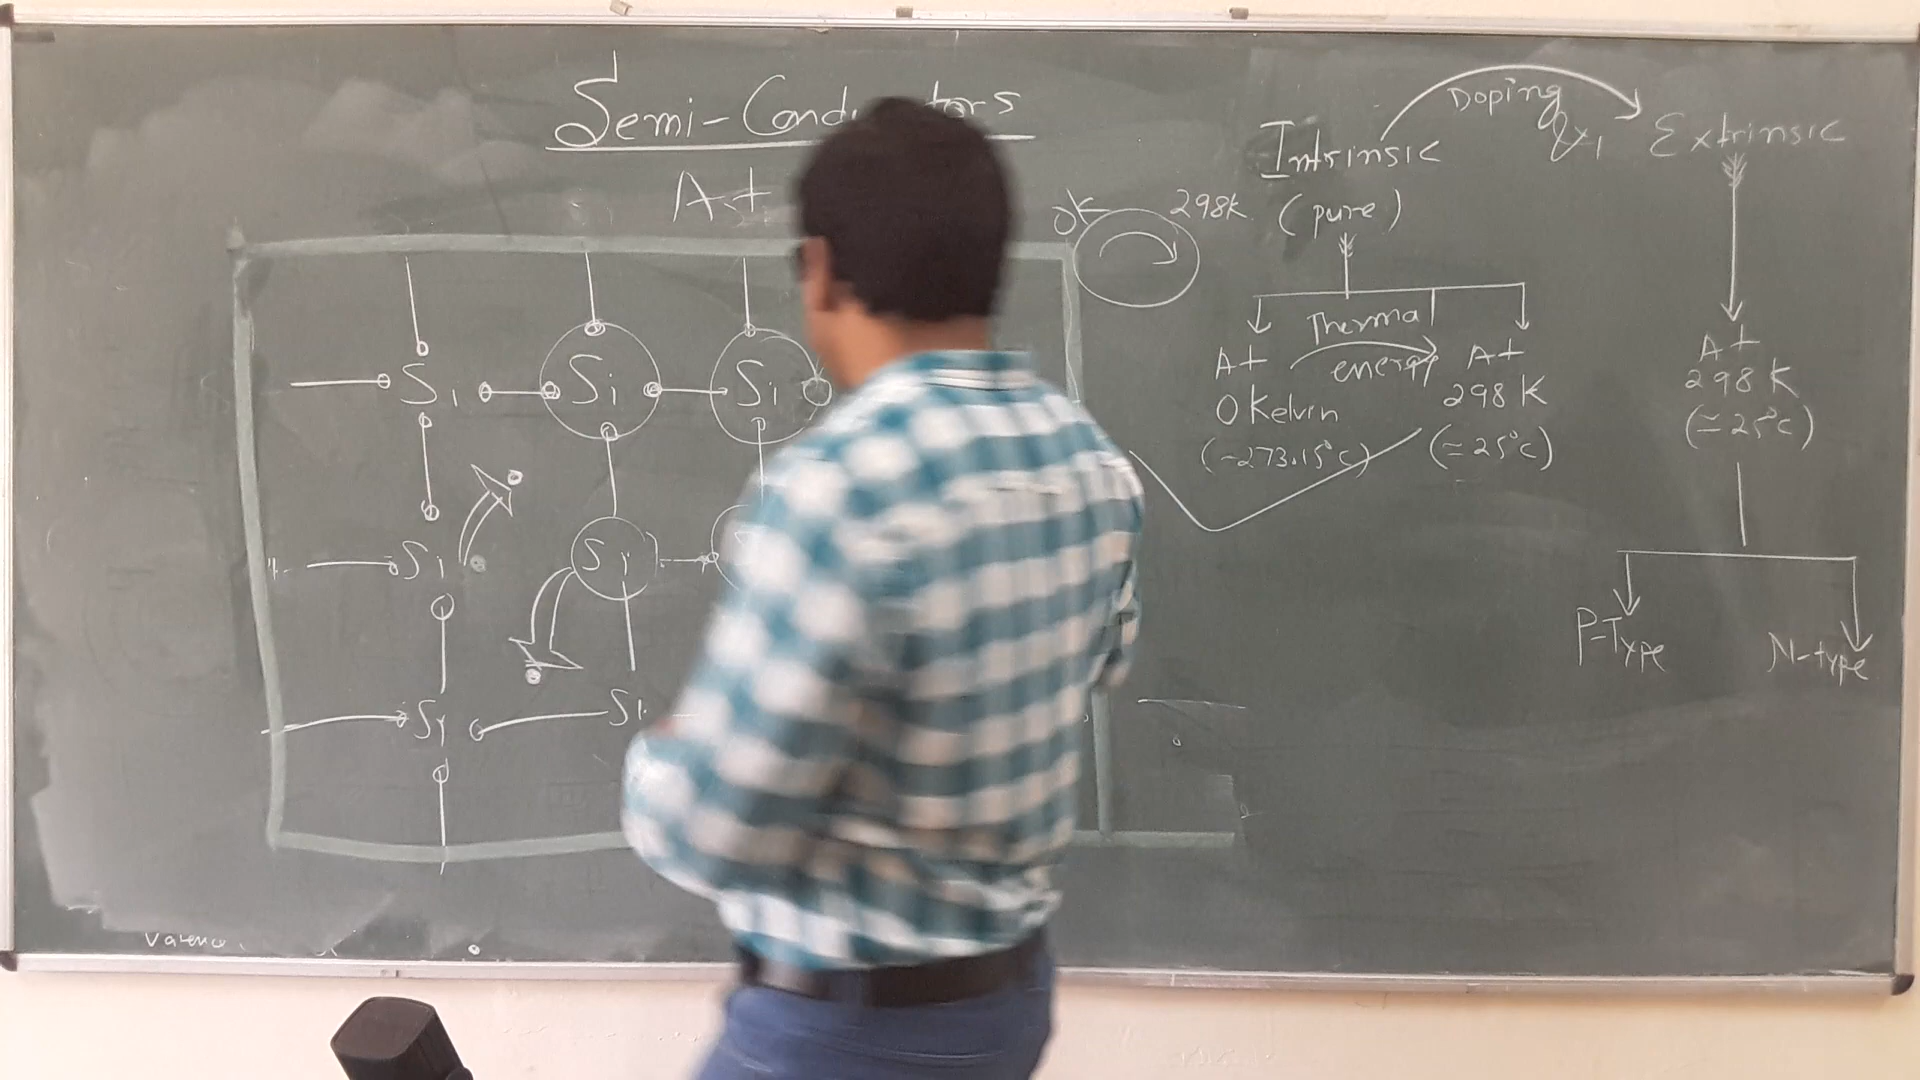 Semi-Conductors
At
Si Si Si
Si Si
Si Si
Doping
Intrinsic Extrinsic
(pure)
0K 298K
Thermal
energy
At
0 Kelvin
(-273.15°C)
At
298 K
(≃25°C)
At
298 K
(≃25°C)
P-Type N-type